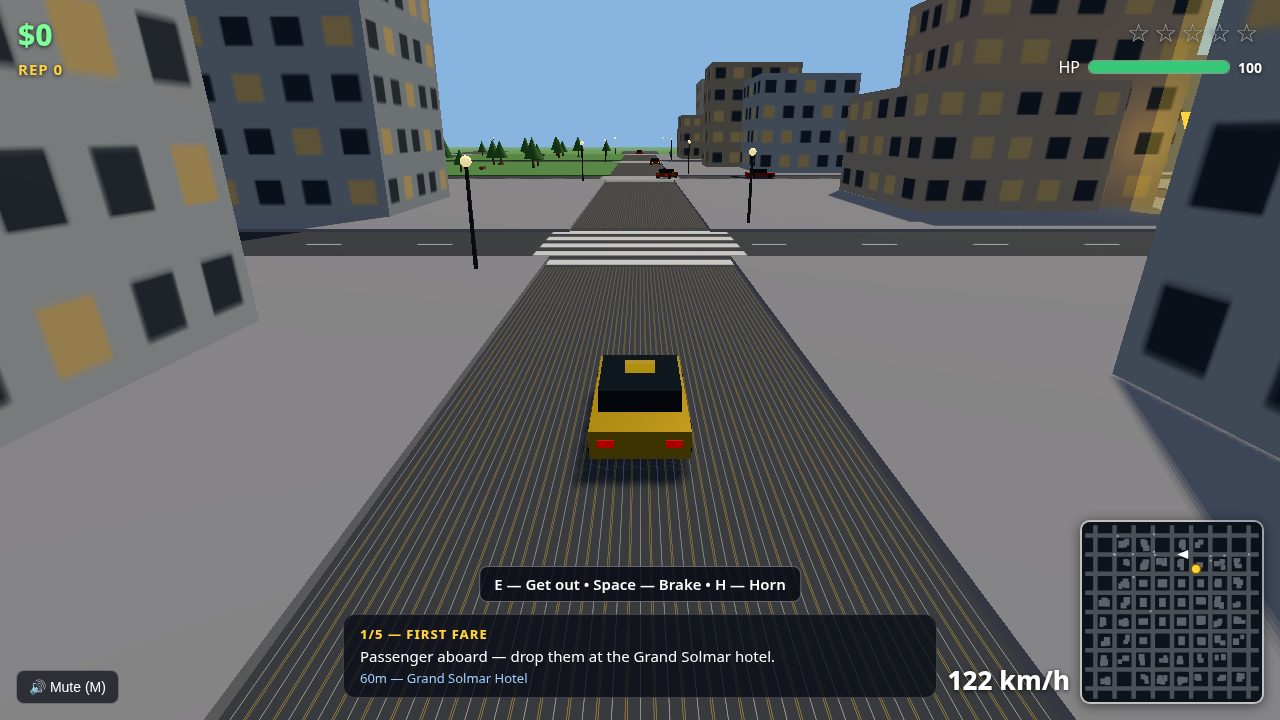 $0
REP 0
☆ ☆ ☆ ☆ ☆
HP 100
E — Get out • Space — Brake • H — Horn
1/5 — FIRST FARE
Passenger aboard — drop them at the Grand Solmar hotel.
60m — Grand Solmar Hotel
122 km/h
🔊 Mute (M)